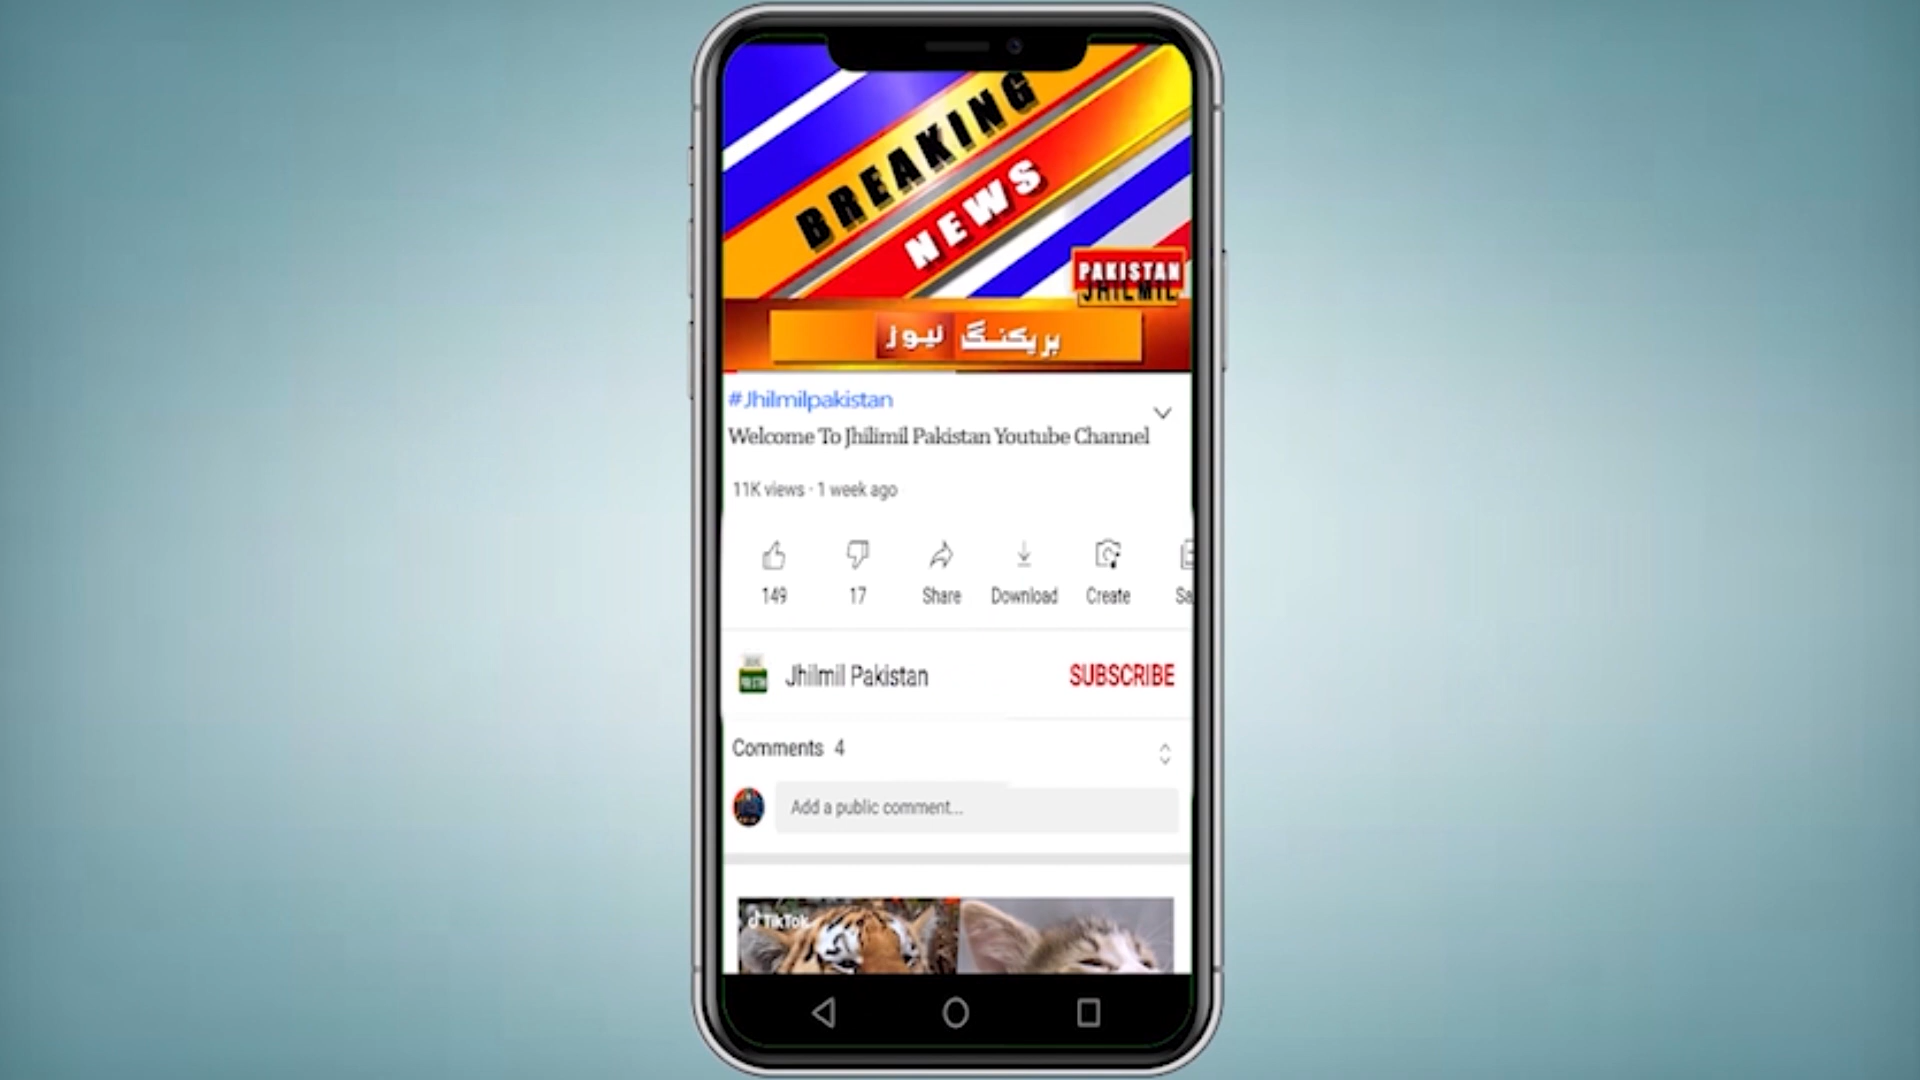 BREAKING
NEWS
PAKISTAN
JHILMIL
بریکنگ نیوز
#Jhilmilpakistan
Welcome To Jhilimil Pakistan Youtube Channel
11K views · 1 week ago
149 17 Share Download Create Sa
Jhilmil Pakistan SUBSCRIBE
Comments 4
Add a public comment...
TikTok